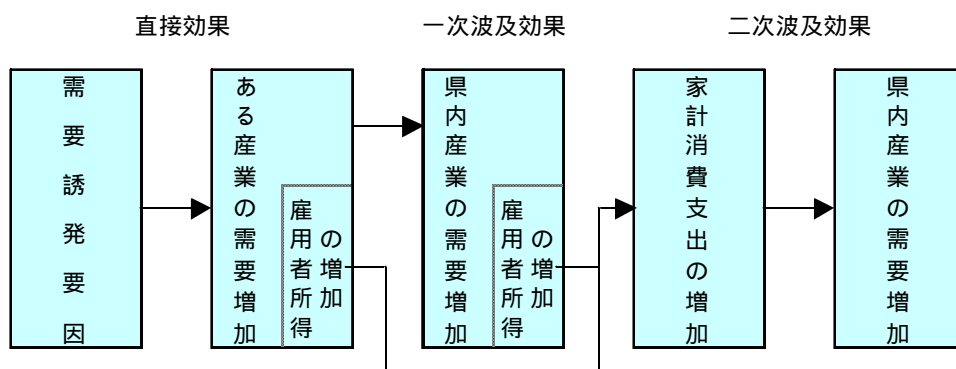 直接効果
一次波及効果
二次波及効果
需要誘発要因
ある産業の需要増加
雇用者所得
の増加
県内産業の需要増加
雇用者所得
の増加
家計消費支出の増加
県内産業の需要増加